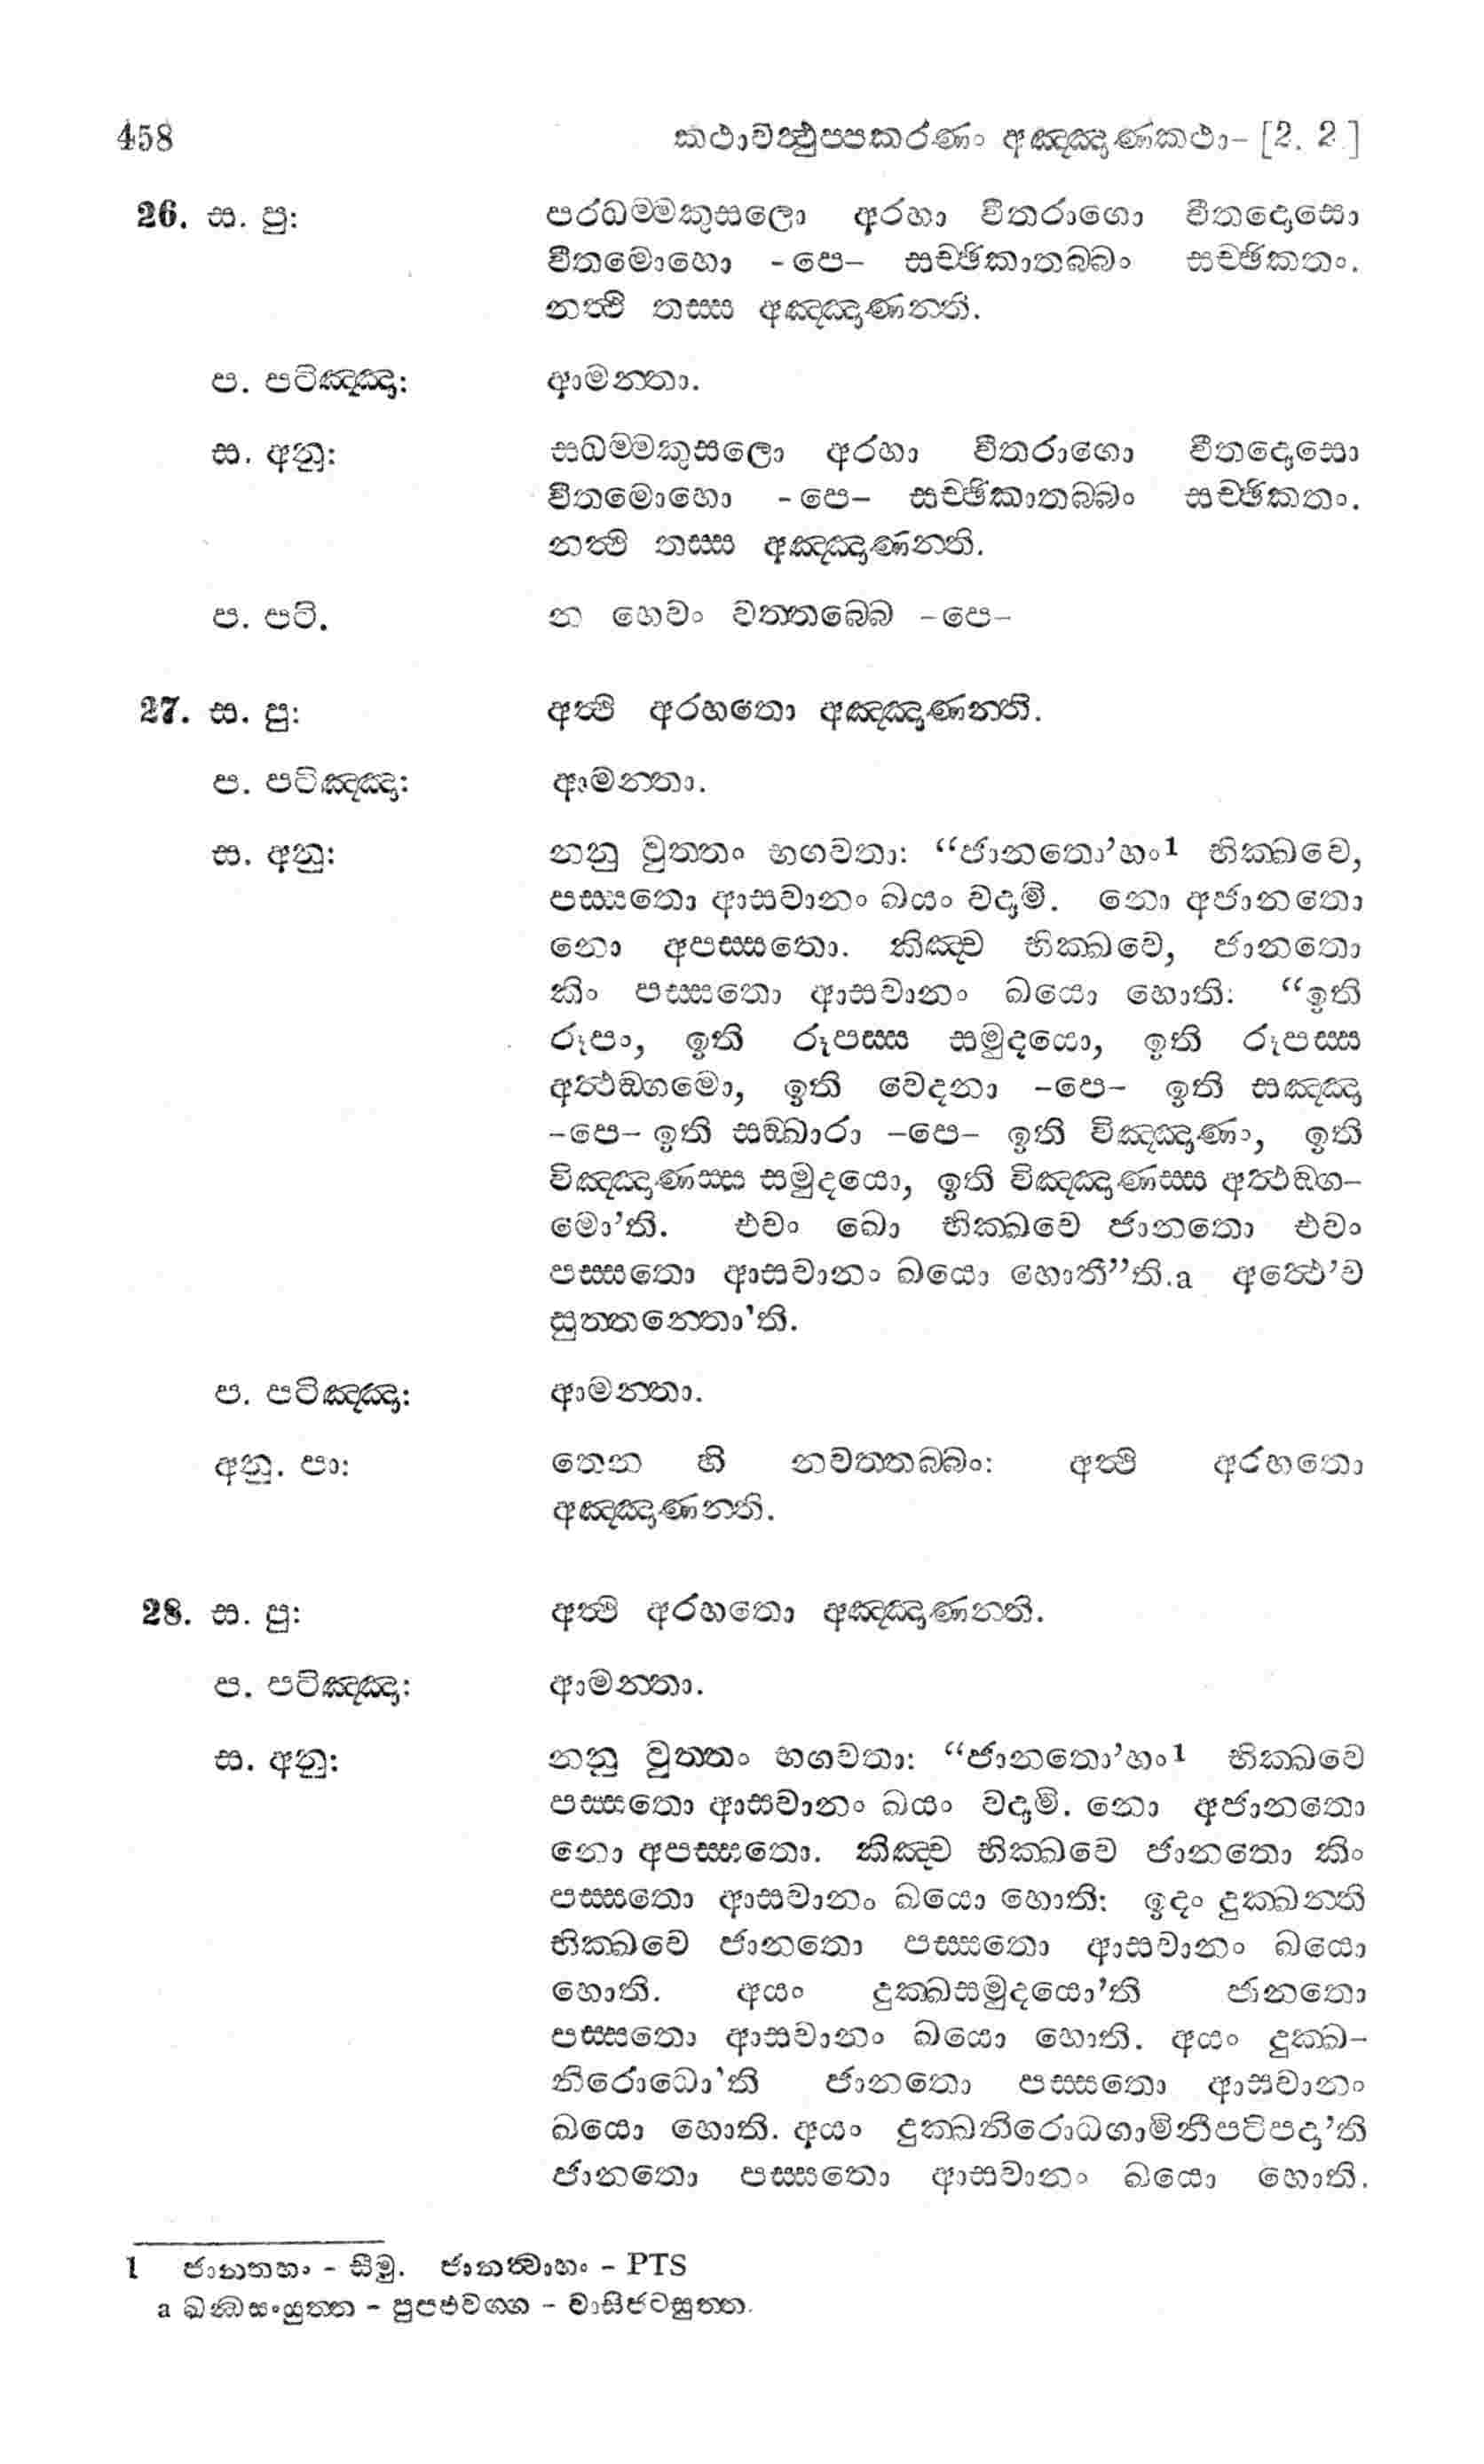 458 කථාවත්‍ථුප්පකරණං අඤ්ඤාණකථා– [2. 2 ]
26. ස. පු: පරධම්මකුසලො අරහා වීතරාගො වීතදොසො
වීතමොහො -පෙ– සච්ඡිකාතබ්බං සච්ඡිකතං.
නත්‍ථි තස්ස අඤ්ඤාණන්ති.
ප. පටිඤ්ඤා: ආමන්තා.
ස. අනු: සධම්මකුසලො අරහා වීතරාගො වීතදොසො
වීතමොහො -පෙ– සච්ඡිකාතබ්බං සච්ඡිකතං.
නත්‍ථි තස්ස අඤ්ඤාණන්ති.
ප. පටි. න හෙවං වත්තබ්බෙ –පෙ–
27. ස. පු: අත්‍ථි අරහතො අඤ්ඤාණන්ති.
ප. පටිඤ්ඤා: ආමන්තා.
ස. අනු: නනු වුත්තං භගවතා: “ජානතො’හං1 භික්ඛවෙ,
පස්සතො ආසවානං ඛයං වදාමි. නො අජානතො
නො අපස්සතො. කිඤ්ච භික්ඛවෙ, ජානතො
කිං පස්සතො ආසවානං ඛයො හොති: “ඉති
රූපං, ඉති රූපස්ස සමුදයො, ඉති රූපස්ස
අත්‍ථඞ්ගමො, ඉති වෙදනා –පෙ– ඉති සඤ්ඤා
–පෙ– ඉති සඞ්ඛාරා –පෙ– ඉති විඤ්ඤාණං, ඉති
විඤ්ඤාණස්ස සමුදයො, ඉති විඤ්ඤාණස්ස අත්‍ථඞ්ග–
මො’ති. එවං ඛො භික්ඛවෙ ජානතො එවං
පස්සතො ආසවානං ඛයො හොතී”ති.a අත්‍ථෙ’ව
සුත්තන්තො’ති.
ප. පටිඤ්ඤා: ආමන්තා.
අනු. පා: තෙන හි නවත්තබ්බං: අත්‍ථි අරහතො
අඤ්ඤාණන්ති.
28. ස. පු: අත්‍ථි අරහතො අඤ්ඤාණන්ති.
ප. පටිඤ්ඤා: ආමන්තා.
ස. අනු: නනු වුත්තං භගවතා: “ජානතො’හං1 භික්ඛවෙ
පස්සතො ආසවානං ඛයං වදාමි. නො අජානතො
නො අපස්සතො. කිඤ්ච භික්ඛවෙ ජානතො කිං
පස්සතො ආසවානං ඛයො හොති: ඉදං දුක්ඛන්ති
භික්ඛවෙ ජානතො පස්සතො ආසවානං ඛයො
හොති. අයං දුක්ඛසමුදයො’ති ජානතො
පස්සතො ආසවානං ඛයො හොති. අයං දුක්ඛ–
නිරොධො’ති ජානතො පස්සතො ආසවානං
ඛයො හොති. අයං දුක්ඛනිරොධගාමිනීපටිපදා’ති
ජානතො පස්සතො ආසවානං ඛයො හොති.
1 ජානතහං – සීමු. ජානත්වාහං – PTS
a ඛන්‍ධසංයුත්ත – පුප්ඵවග්ග – වාසිජටසුත්ත.